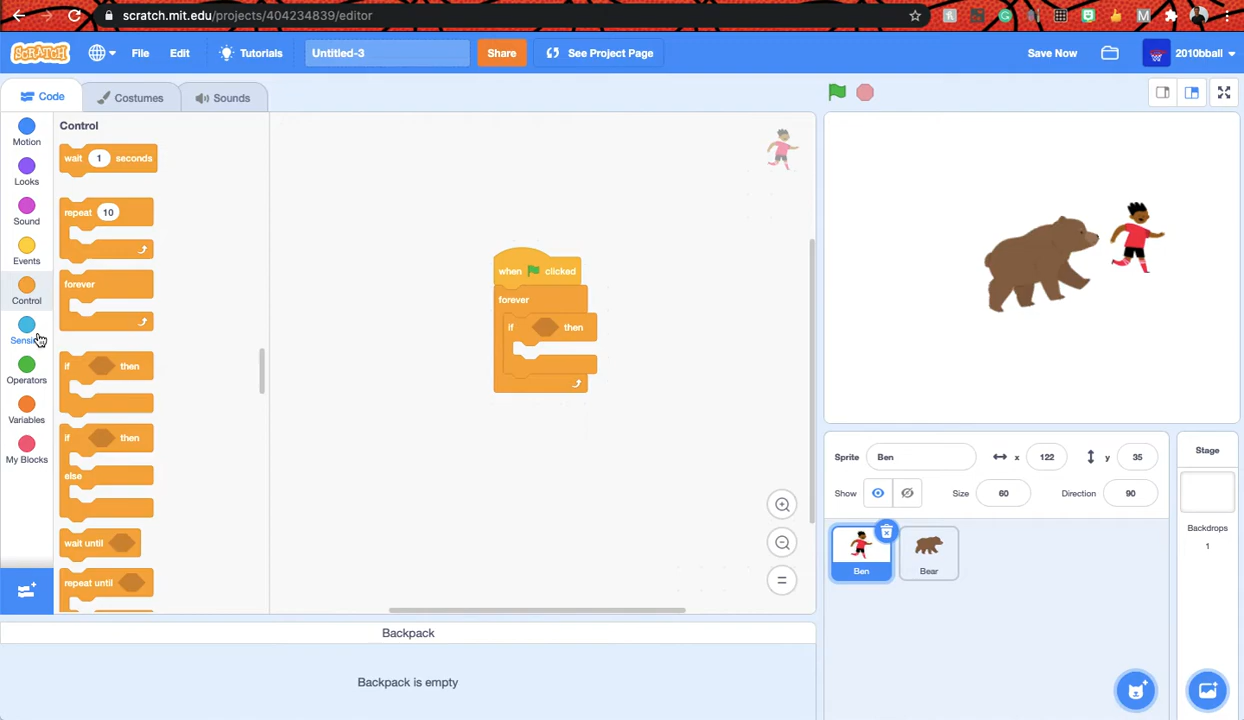 scratch.mit.edu/projects/404234839/editor
SCRATCH File Edit Tutorials Untitled-3 Share See Project Page Save Now 2010bball
Code Costumes Sounds
Motion
Looks
Sound
Events
Control
Operators
Variables
My Blocks
Control
wait 1 seconds
repeat 10
forever
if then
if then
else
wait until
repeat until
when clicked
forever
if then
Sprite Ben x 122 y 35
Show Size 60 Direction 90
Ben
Bear
Stage
Backdrops
1
Backpack
Backpack is empty